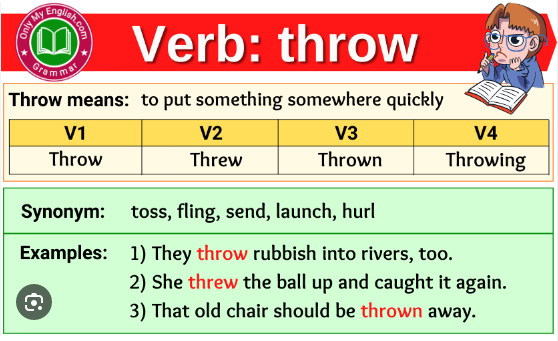 Only My English.com
Grammar
Verb: throw
Throw means: to put something somewhere quickly
V1 V2 V3 V4
Throw Threw Thrown Throwing
Synonym: toss, fling, send, launch, hurl
Examples: 1) They throw rubbish into rivers, too.
2) She threw the ball up and caught it again.
3) That old chair should be thrown away.